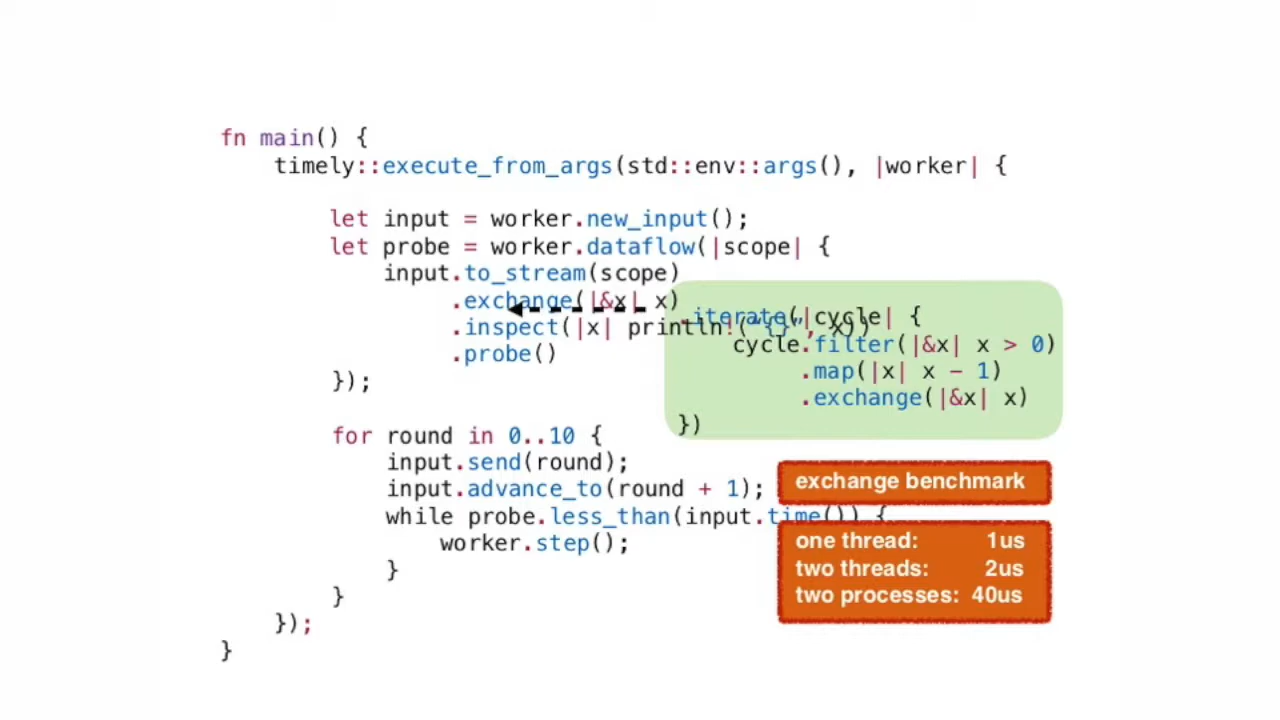 fn main() {
timely::execute_from_args(std::env::args(), |worker| {
let input = worker.new_input();
let probe = worker.dataflow(|scope| {
input.to_stream(scope)
.exchange(|&x| x)
.inspect(|x| println!("{}", x))
.probe()
});
for round in 0..10 {
input.send(round);
input.advance_to(round + 1);
while probe.less_than(input.time()) {
worker.step();
}
}
});
}
.iterate(|cycle| {
cycle.filter(|&x| x > 0)
.map(|x| x - 1)
.exchange(|&x| x)
})
exchange benchmark
one thread: 1us
two threads: 2us
two processes: 40us